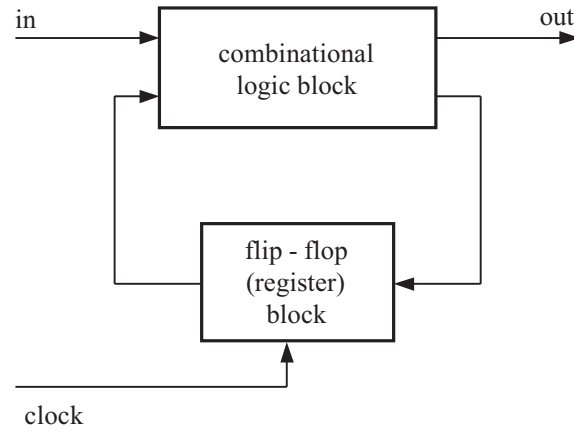 in
out
combinational
logic block
flip - flop
(register)
block
clock